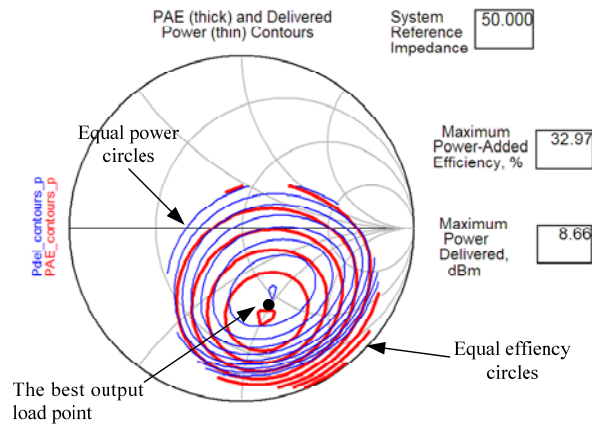 PAE (thick) and Delivered
Power (thin) Contours
System
Reference
Impedance
50.000
Equal power
circles
Maximum
Power-Added
Efficiency, %
32.97
Maximum
Power
Delivered,
dBm
8.66
Pdel_contours_p
PAE_contours_p
Equal effiency
circles
The best output
load point